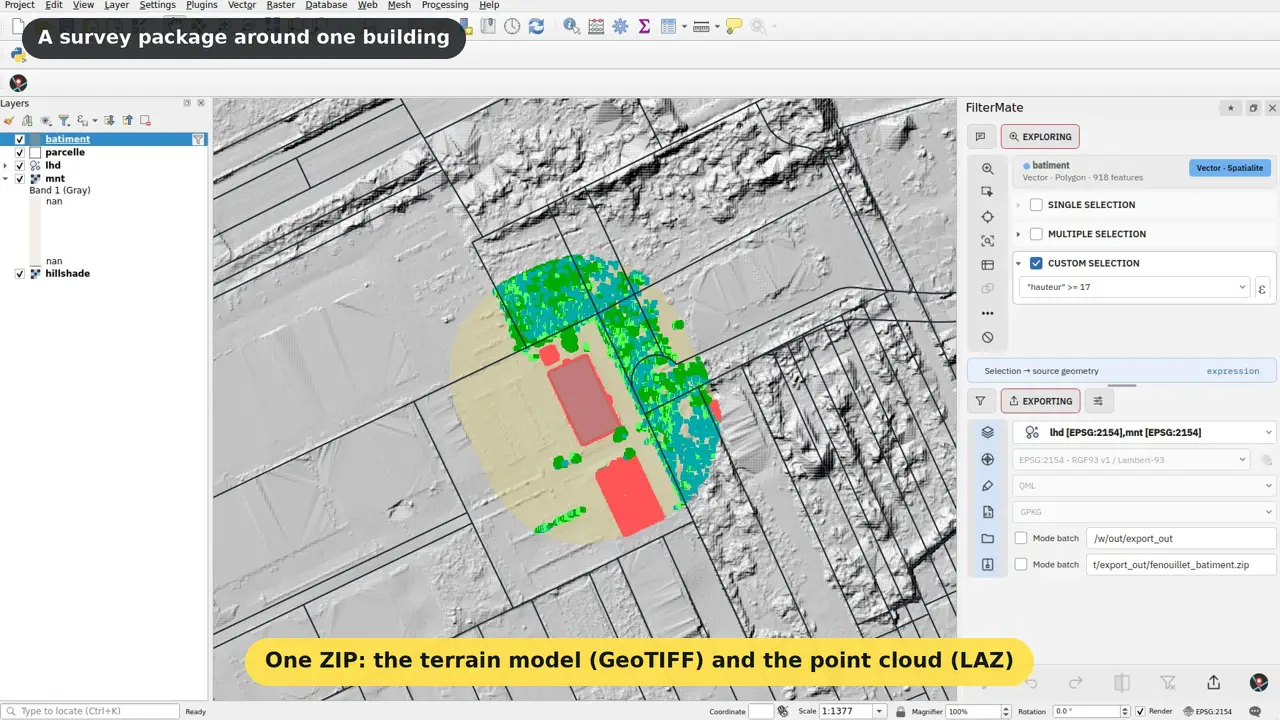 Project Edit View Layer Settings Plugins Vector Raster Database Web Mesh Processing Help
A survey package around one building
Layers
batiment
parcelle
lhd
mnt
Band 1 (Gray)
nan
nan
hillshade
FilterMate
EXPLORING
batiment
Vector · Polygon · 918 features
Vector - Spatialite
SINGLE SELECTION
MULTIPLE SELECTION
CUSTOM SELECTION
"hauteur" >= 17
ε
Selection → source geometry
expression
EXPORTING
lhd [EPSG:2154],mnt [EPSG:2154]
EPSG:2154 - RGF93 v1 / Lambert-93
QML
GPKG
Mode batch
/w/out/export_out
Mode batch
t/export_out/fenouillet_batiment.zip
One ZIP: the terrain model (GeoTIFF) and the point cloud (LAZ)
Type to locate (Ctrl+K)
Ready
Coordinate
Scale 1:1377
Magnifier 100%
Rotation 0.0 °
Render
EPSG:2154